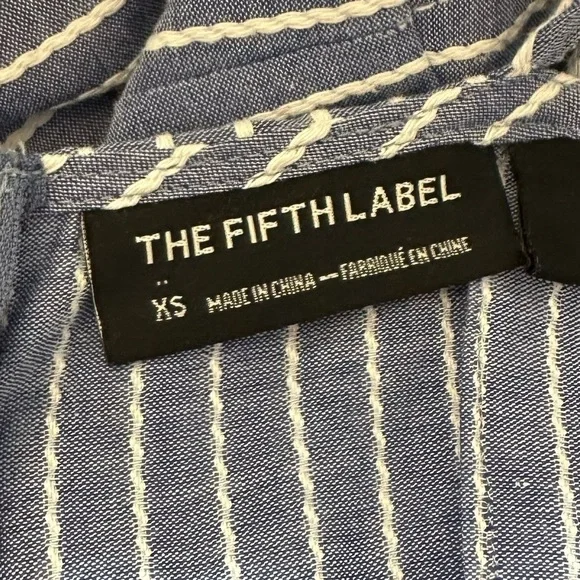 THE FIFTH LABEL
XS MADE IN CHINA — FABRIQUÉ EN CHINE